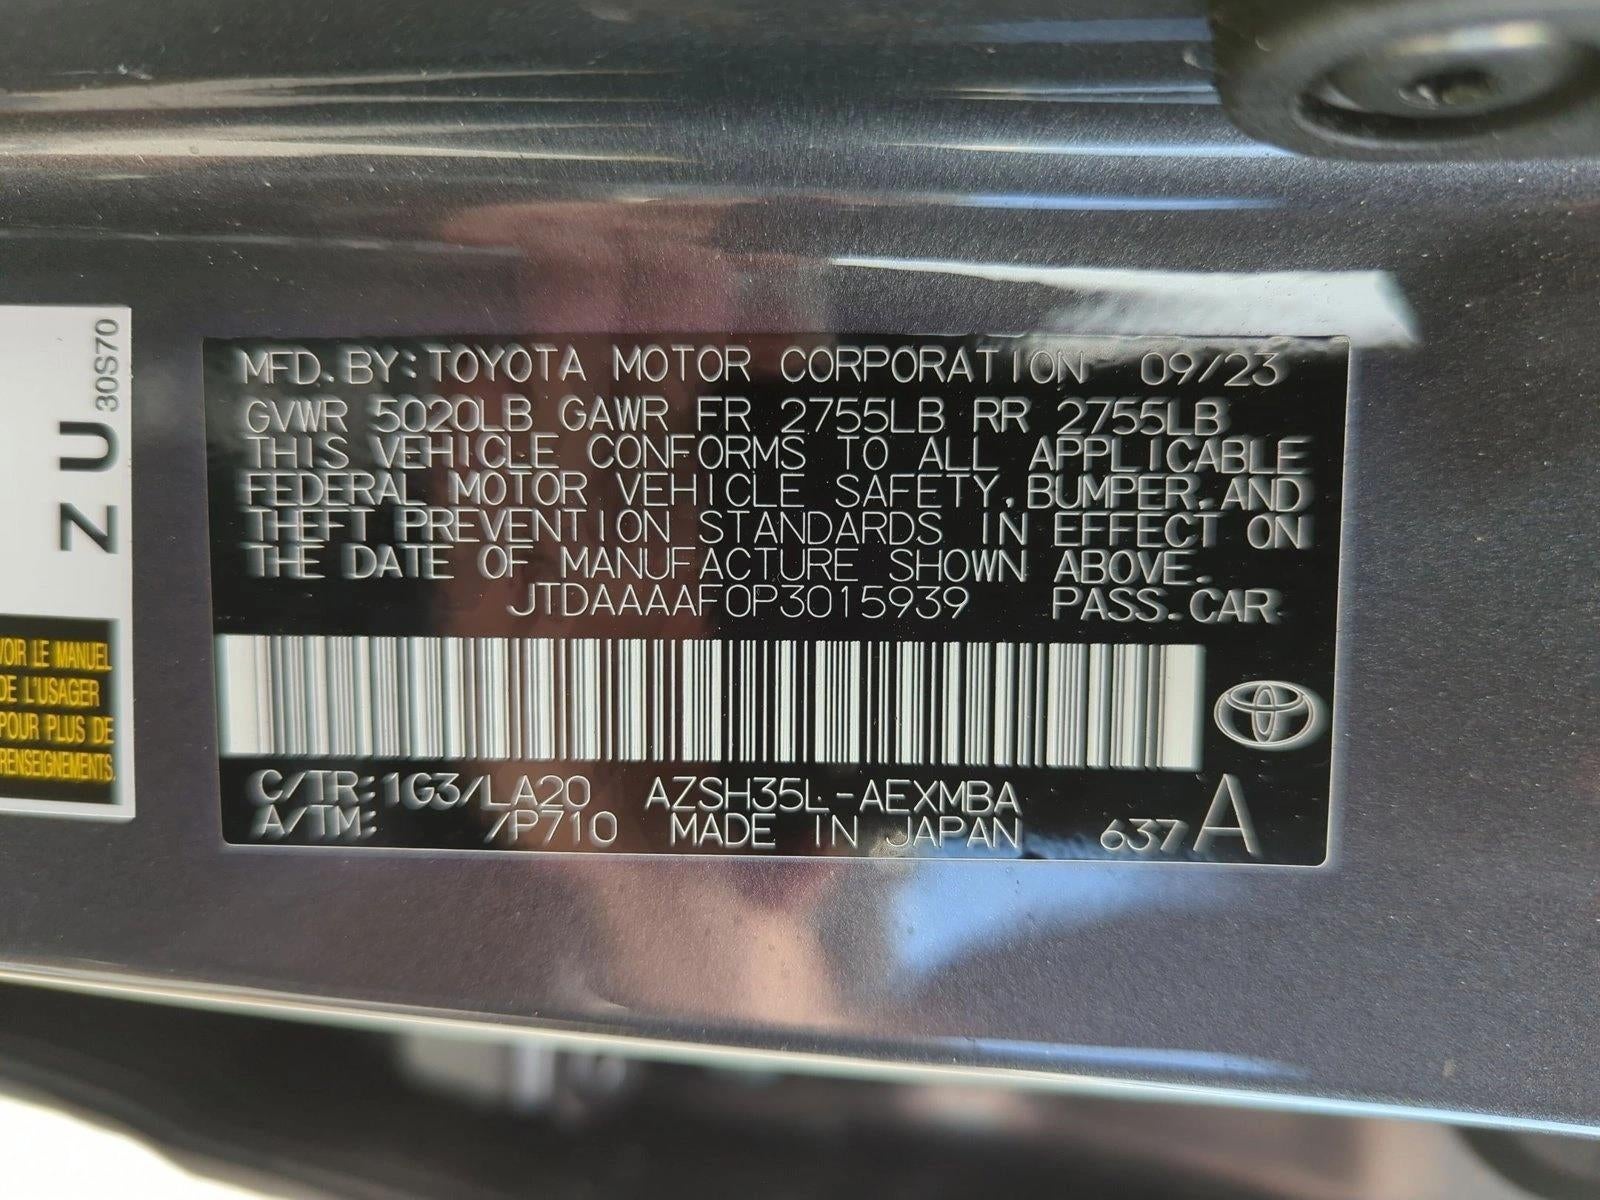 ZU
30S70
VOIR LE MANUEL
DE L'USAGER
POUR PLUS DE
RENSEIGNEMENTS.
MFD. BY: TOYOTA MOTOR CORPORATION 09/23
GVWR 5020LB GAWR FR 2755LB RR 2755LB
THIS VEHICLE CONFORMS TO ALL APPLICABLE
FEDERAL MOTOR VEHICLE SAFETY, BUMPER, AND
THEFT PREVENTION STANDARDS IN EFFECT ON
THE DATE OF MANUFACTURE SHOWN ABOVE.
JTDAAAAF0P3015939 PASS. CAR
C/TR: 1G3/LA20 AZSH35L-AEXMBA
A/TM: /P710 MADE IN JAPAN 637 A